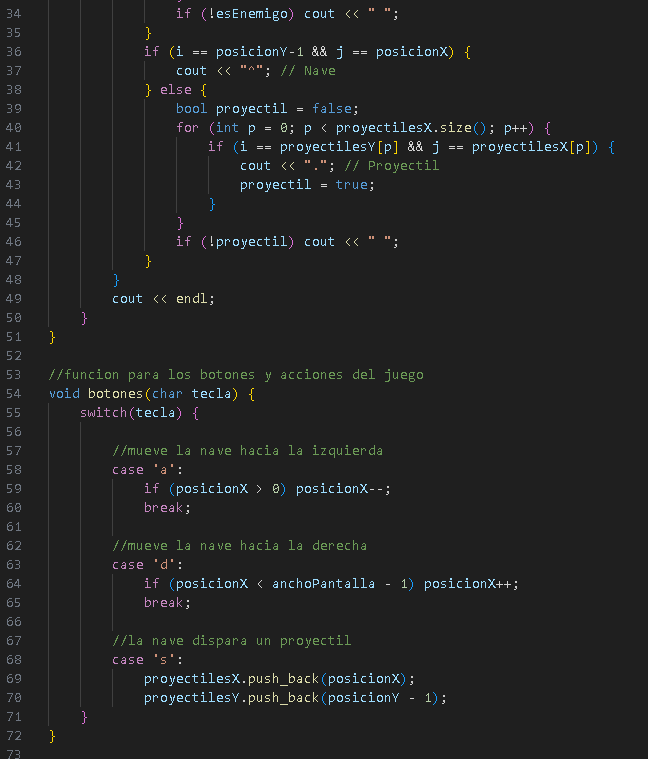 34 if (!esEnemigo) cout << " ";
35 }
36 if (i == posicionY-1 && j == posicionX) {
37 cout << "^"; // Nave
38 } else {
39 bool proyectil = false;
40 for (int p = 0; p < proyectilesX.size(); p++) {
41 if (i == proyectilesY[p] && j == proyectilesX[p]) {
42 cout << "."; // Proyectil
43 proyectil = true;
44 }
45 }
46 if (!proyectil) cout << " ";
47 }
48 }
49 cout << endl;
50 }
51 }
52
53 //funcion para los botones y acciones del juego
54 void botones(char tecla) {
55 switch(tecla) {
56
57 //mueve la nave hacia la izquierda
58 case 'a':
59 if (posicionX > 0) posicionX--;
60 break;
61
62 //mueve la nave hacia la derecha
63 case 'd':
64 if (posicionX < anchoPantalla - 1) posicionX++;
65 break;
66
67 //la nave dispara un proyectil
68 case 's':
69 proyectilesX.push_back(posicionX);
70 proyectilesY.push_back(posicionY - 1);
71 }
72 }
73